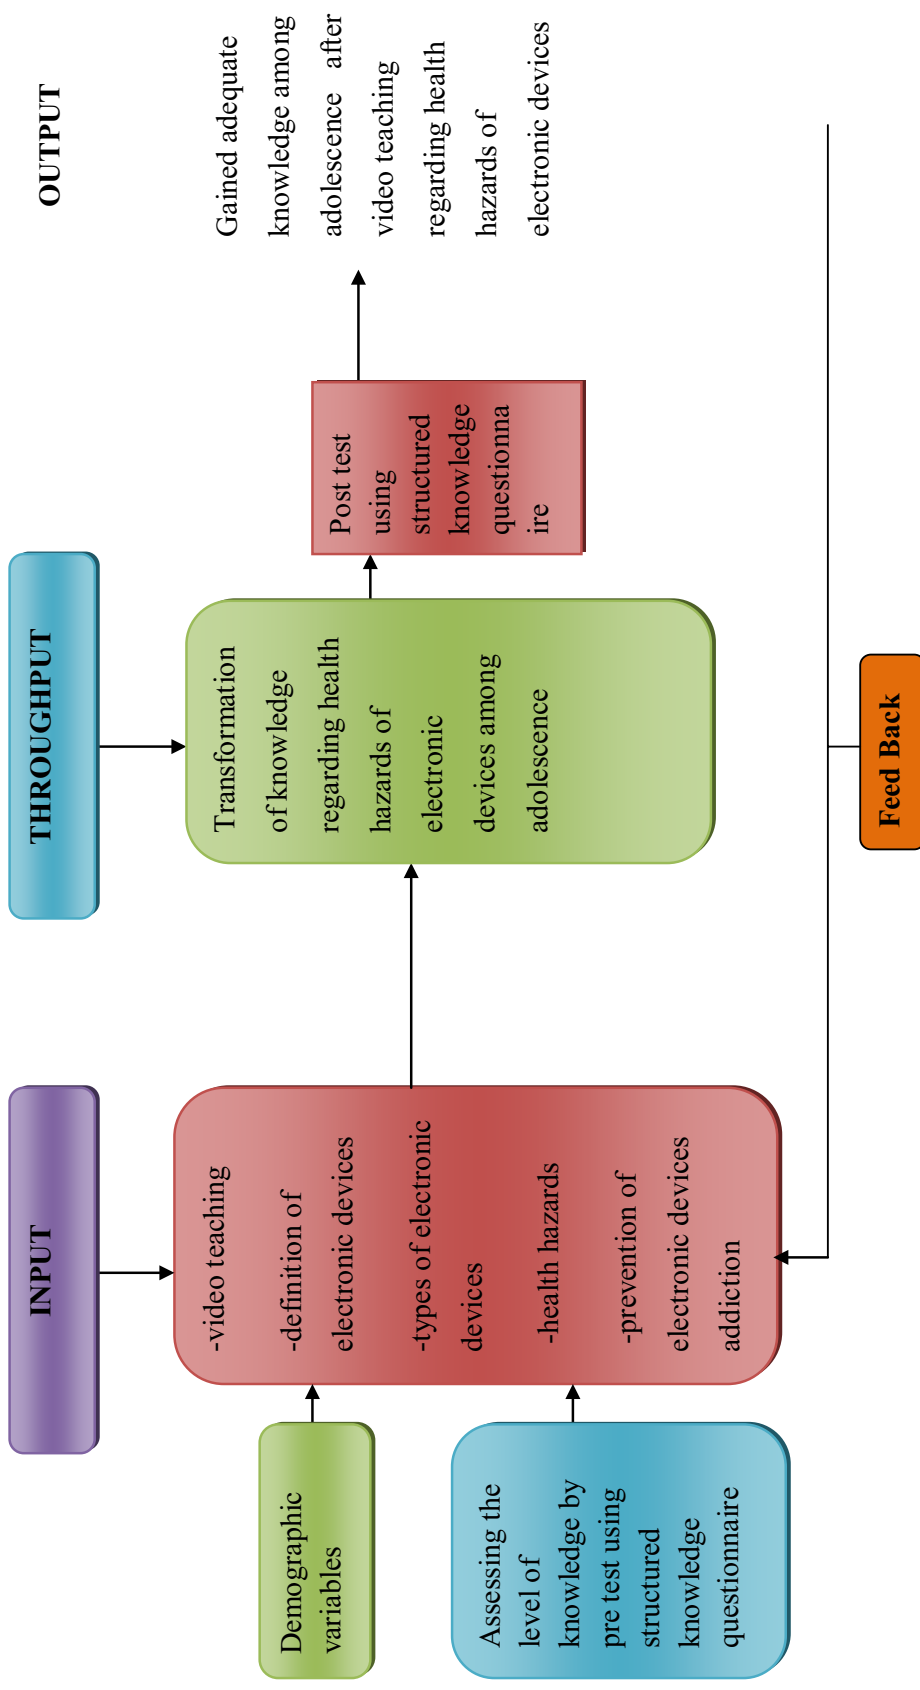 INPUT
THROUGHPUT
OUTPUT
Demographic
variables
Assessing the
level of
knowledge by
pre test using
structured
knowledge
questionnaire
-video teaching
-definition of
electronic devices
-types of electronic
devices
-health hazards
-prevention of
electronic devices
addiction
Transformation
of knowledge
regarding health
hazards of
electronic
devices among
adolescence
Post test
using
structured
knowledge
questionna
ire
Gained adequate
knowledge among
adolescence after
video teaching
regarding health
hazards of
electronic devices
Feed Back